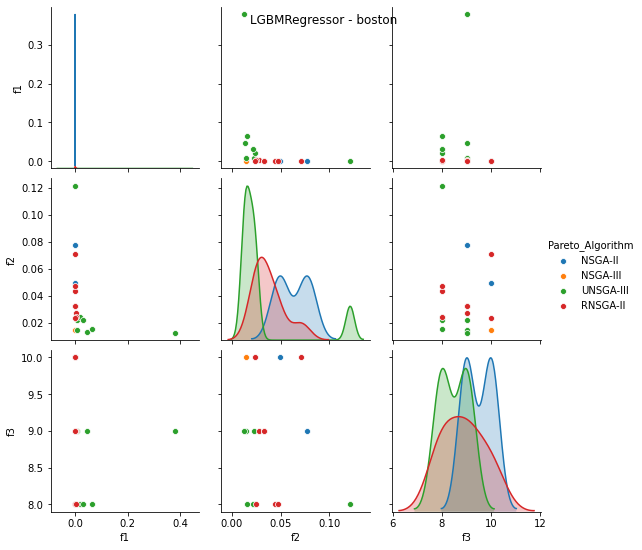 LGBMRegressor - boston
f1
0.3
0.2
0.1
0.0
f2
0.12
0.10
0.08
0.06
0.04
0.02
Pareto_Algorithm
NSGA-II
NSGA-III
UNSGA-III
RNSGA-II
f3
10.0
9.5
9.0
8.5
8.0
0.0 0.2 0.4
0.00 0.05 0.10
6 8 10 12
f1 f2 f3